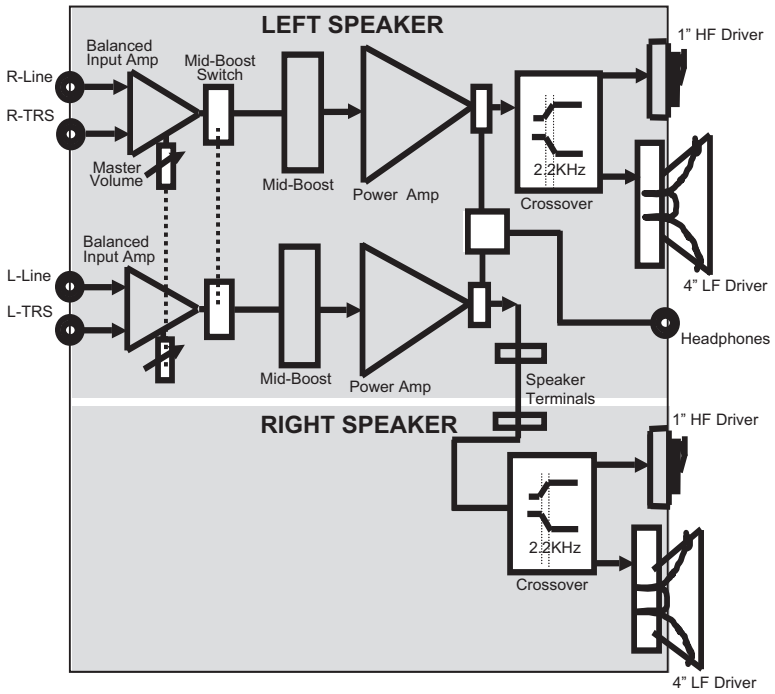 LEFT SPEAKER
1” HF Driver
Balanced
Input Amp
Mid-Boost
Switch
R-Line
R-TRS
Master
Volume
Mid-Boost
Power Amp
2.2KHz
Crossover
Balanced
Input Amp
4” LF Driver
L-Line
L-TRS
Headphones
Mid-Boost
Power Amp
Speaker
Terminals
RIGHT SPEAKER
1” HF Driver
2.2KHz
Crossover
4” LF Driver